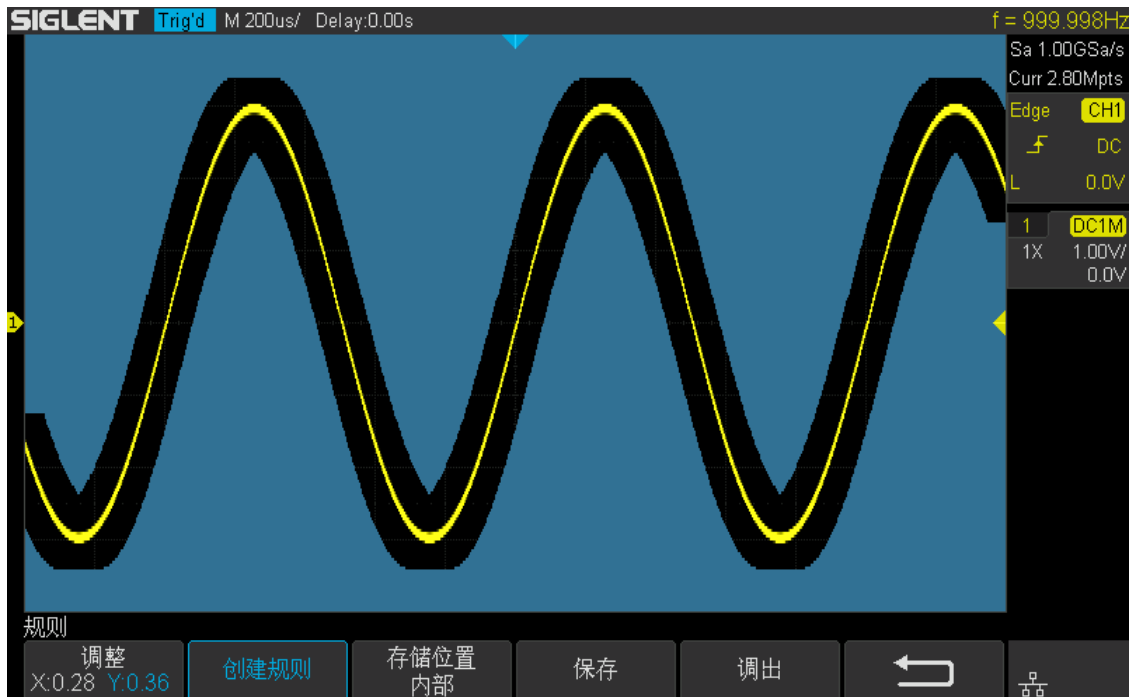 SIGLENT Trig'd M 200us/ Delay:0.00s f = 999.998Hz
Sa 1.00GSa/s
Curr 2.80Mpts
Edge CH1
DC
L 0.0V
1 DC1M
1X 1.00V/
0.0V
1
规则
调整 X:0.28 Y:0.36
创建规则
存储位置 内部
保存
调出